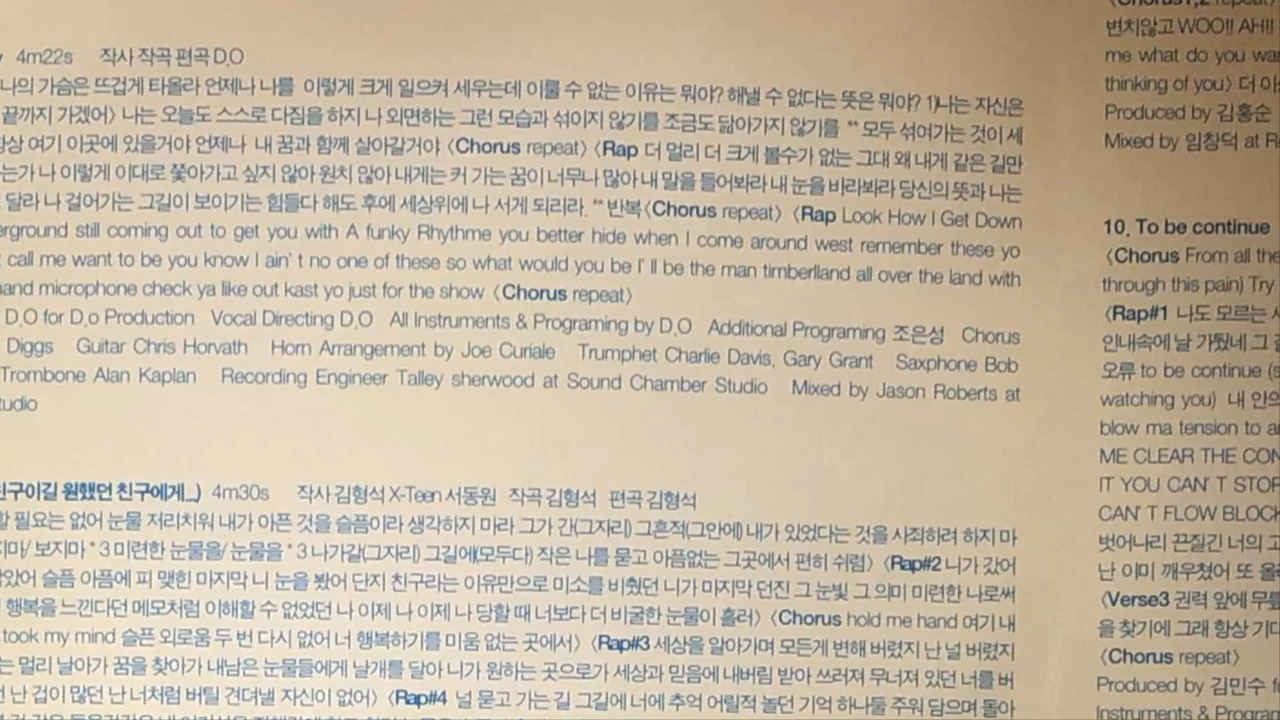 4m22s 작사 작곡 편곡 D.O
나의 가슴은 뜨겁게 타올라 언제나 나를 이렇게 크게 일으켜 세우는데 이룰 수 없는 이유는 뭐야? 해낼 수 없다는 뜻은 뭐야? 1)나는 자신은
끝까지 가겠어> 나는 오늘도 스스로 다짐을 하지 나 외면하는 그런 모습과 섞이지 않기를 조금도 닮아가지 않기를 ** 모두 섞여가는 것이 세
항상 여기 이곳에 있을거야 언제나 내 꿈과 함께 살아갈거야 <Chorus repeat> <Rap 더 멀리 더 크게 볼수가 없는 그대 왜 내게 같은 길만
는가 나 이렇게 이대로 쫓아가고 싶지 않아 원치 않아 내게는 커 가는 꿈이 너무나 많아 내 말을 들어봐라 내 눈을 바라봐라 당신의 뜻과 나는
달라 나 걸어가는 그길이 보이기는 힘들다 해도 후에 세상위에 나 서게 되리라. ** 반복 <Chorus repeat> <Rap Look How I Get Down
erground still coming out to get you with A funky Rhythme you better hide when I come around west remember these yo
call me want to be you know I ain' t no one of these so what would you be I' ll be the man timberlland all over the land with
and microphone check ya like out kast yo just for the show <Chorus repeat>
D.O for D.o Production Vocal Directing D.O All Instruments & Programing by D.O Additional Programing 조은성 Chorus
Diggs Guitar Chris Horvath Horn Arrangement by Joe Curiale Trumphet Charlie Davis, Gary Grant Saxphone Bob
Trombone Alan Kaplan Recording Engineer Talley sherwood at Sound Chamber Studio Mixed by Jason Roberts at
tudio
친구이길 원했던 친구에게...) 4m30s 작사 김형석 X-Teen 서동원 작곡 김형석 편곡 김형석
할 필요는 없어 눈물 저리치워 내가 아픈 것을 슬픔이라 생각하지 마라 그가 간(그자리) 그흔적(그안에) 내가 있었다는 것을 사죄하려 하지 마
지마/ 보지마 * 3 미련한 눈물을/ 눈물을 * 3 나가갈(그자리) 그길에(모두다) 작은 나를 묻고 아픔없는 그곳에서 편히 쉬렴> <Rap#2 니가 갔어
았어 슬픔 아픔에 피 맺힌 마지막 니 눈을 봤어 단지 친구라는 이유만으로 미소를 비췄던 니가 마지막 던진 그 눈빛 그 의미 미련한 나로써
행복을 느낀다던 메모처럼 이해할 수 없었던 나 이제 나 이제 나 당할 때 너보다 더 비굴한 눈물이 흘러> <Chorus hold me hand 여기 내
took my mind 슬픈 외로움 두 번 다시 없어 너 행복하기를 미움 없는 곳에서> <Rap#3 세상을 알아가며 모든게 변해 버렸지 난 널 버렸지
는 멀리 날아가 꿈을 찾아가 내남은 눈물들에게 날개를 달아 니가 원하는 곳으로가 세상과 믿음에 내버림 받아 쓰러져 무너져 있던 너를 버
난 겁이 많던 난 너처럼 버틸 견뎌낼 자신이 없어> <Rap#4 널 묻고 가는 길 그길에 너에 추억 어릴적 놀던 기억 하나둘 주워 담으며 돌아
변치않고 WOO!! AH!!
me what do you wa
thinking of you> 더 아
Produced by 김홍순
Mixed by 임창덕 at R
10. To be continue
<Chorus From all the
through this pain) Try
<Rap#1 나도 모르는 사
인내속에 날 가뒀네 그
오류 to be continue (s
watching you) 내 안의
blow ma tension to a
ME CLEAR THE CON
IT YOU CAN' T STOP
CAN' T FLOW BLOCK
벗어나리 끈질긴 너의 고
난 이미 깨우쳤어 또 올
<Verse3 권력 앞에 무릎
을 찾기에 그래 항상 기다
<Chorus repeat>
Produced by 김민수
Instruments & Program